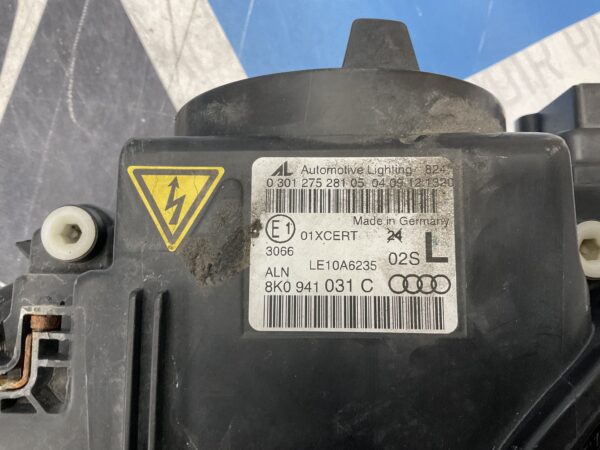 AL Automotive Lighting 824
0 301 275 281 05 04.09.12 1320
Made in Germany
E1 01XCERT 24
3066 02S L
LE10A6235
ALN
8K0 941 031 C